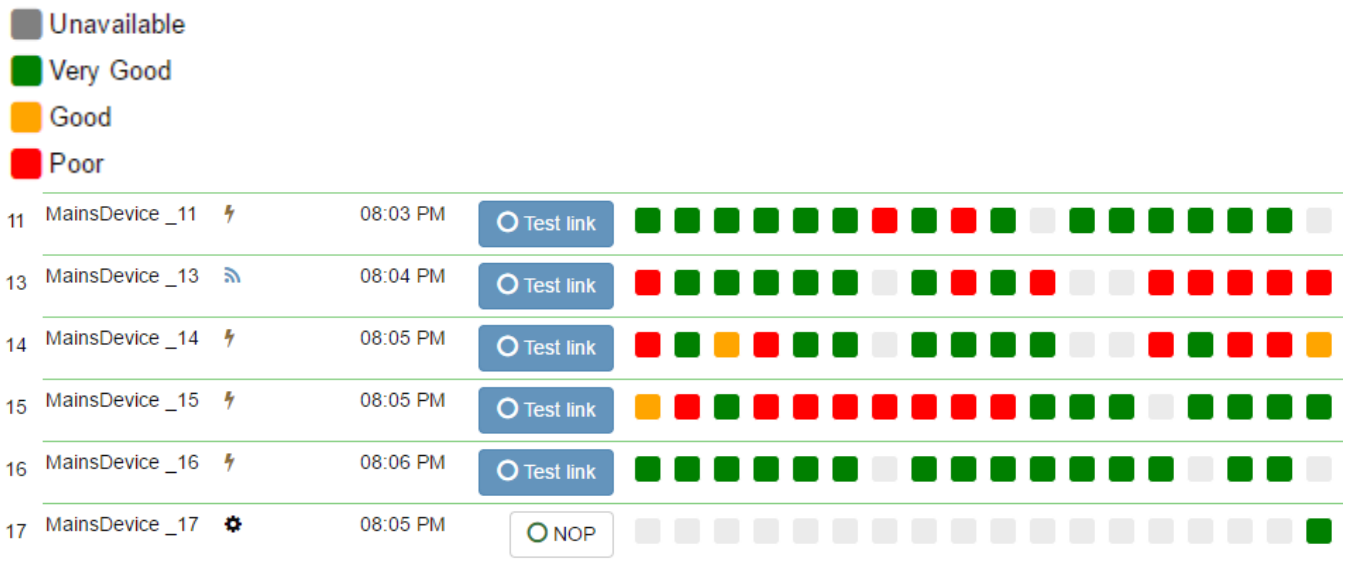 Unavailable
Very Good
Good
Poor
11 MainsDevice _11 08:03 PM Test link
13 MainsDevice _13 08:04 PM Test link
14 MainsDevice _14 08:05 PM Test link
15 MainsDevice _15 08:05 PM Test link
16 MainsDevice _16 08:06 PM Test link
17 MainsDevice _17 08:05 PM NOP